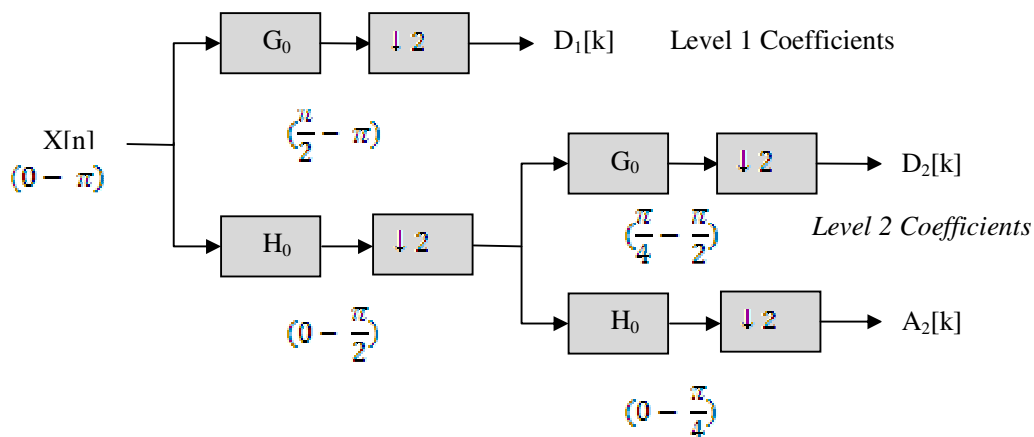 G₀ ↓ 2 D₁[k] Level 1 Coefficients
X[n]
(0 − π)
(π/2 − π)
G₀ ↓ 2 D₂[k]
(π/4 − π/2)
Level 2 Coefficients
H₀ ↓ 2
(0 − π/2)
H₀ ↓ 2 A₂[k]
(0 − π/4)